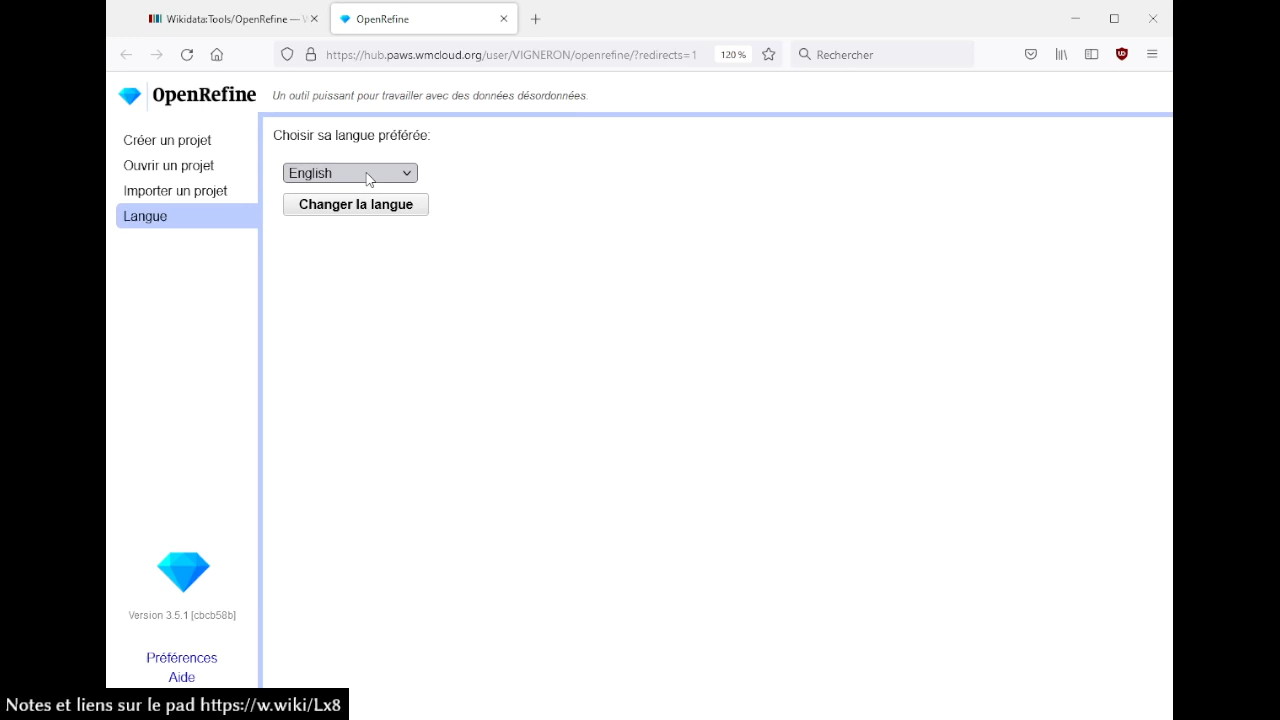 Wikidata:Tools/OpenRefine —
OpenRefine
https://hub.paws.wmcloud.org/user/VIGNERON/openrefine/?redirects=1
120 %
Rechercher
OpenRefine
Un outil puissant pour travailler avec des données désordonnées.
Créer un projet
Ouvrir un projet
Importer un projet
Langue
Choisir sa langue préférée:
English
Changer la langue
Version 3.5.1 [cbcb58b]
Préférences
Aide
Notes et liens sur le pad https://w.wiki/Lx8